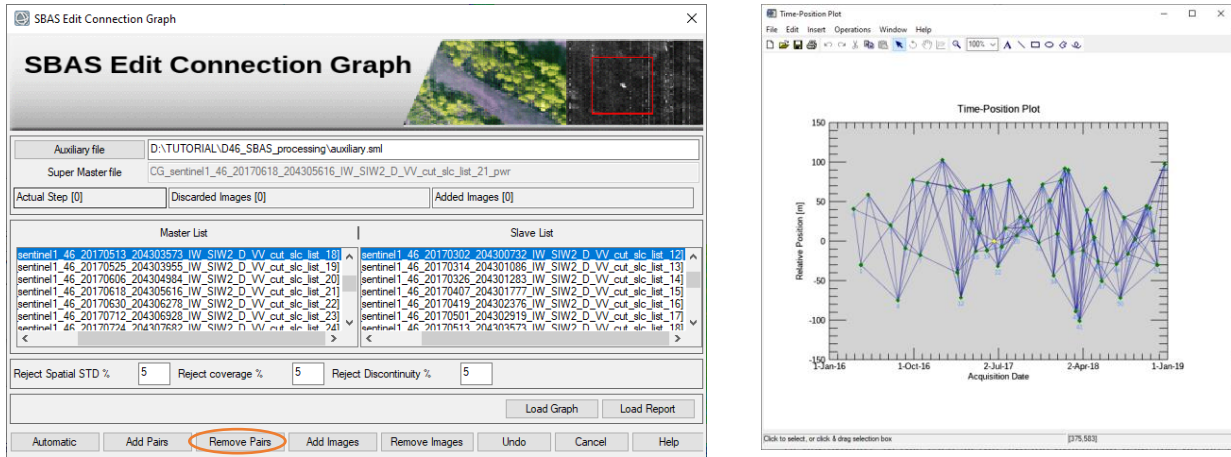 SBAS Edit Connection Graph
SBAS Edit Connection Graph
Auxiliary file
D:\TUTORIAL\D46_SBAS_processing\auxiliary.sml
Super Master file
CG_sentinel1_46_20170618_204305616_IW_SIW2_D_VV_cut_slc_list_21_pwr
Actual Step [0]
Discarded Images [0]
Added Images [0]
Master List
Slave List
sentinel1_46_20170513_204303573_IW_SIW2_D_VV_cut_slc_list_18]
sentinel1_46_20170525_204303955_IW_SIW2_D_VV_cut_slc_list_19]
sentinel1_46_20170606_204304984_IW_SIW2_D_VV_cut_slc_list_20]
sentinel1_46_20170618_204305616_IW_SIW2_D_VV_cut_slc_list_21]
sentinel1_46_20170630_204306278_IW_SIW2_D_VV_cut_slc_list_22]
sentinel1_46_20170712_204306928_IW_SIW2_D_VV_cut_slc_list_23]
sentinel1_46_20170724_204307682_IW_SIW2_D_VV_cut_slc_list_24]
sentinel1_46_20170302_204300732_IW_SIW2_D_VV_cut_slc_list_12]
sentinel1_46_20170314_204301086_IW_SIW2_D_VV_cut_slc_list_13]
sentinel1_46_20170326_204301283_IW_SIW2_D_VV_cut_slc_list_14]
sentinel1_46_20170407_204301777_IW_SIW2_D_VV_cut_slc_list_15]
sentinel1_46_20170419_204302376_IW_SIW2_D_VV_cut_slc_list_16]
sentinel1_46_20170501_204302919_IW_SIW2_D_VV_cut_slc_list_17]
sentinel1_46_20170513_204303573_IW_SIW2_D_VV_cut_slc_list_18]
Reject Spatial STD %
5
Reject coverage %
5
Reject Discontinuity %
5
Load Graph
Load Report
Automatic
Add Pairs
Remove Pairs
Add Images
Remove Images
Undo
Cancel
Help
Time-Position Plot
File Edit Insert Operations Window Help
100%
Time-Position Plot
150
100
50
0
-50
-100
-150
Relative Position [m]
1-Jan-16
1-Oct-16
2-Jul-17
2-Apr-18
1-Jan-19
Acquisition Date
Click to select, or click & drag selection box
[375,583]